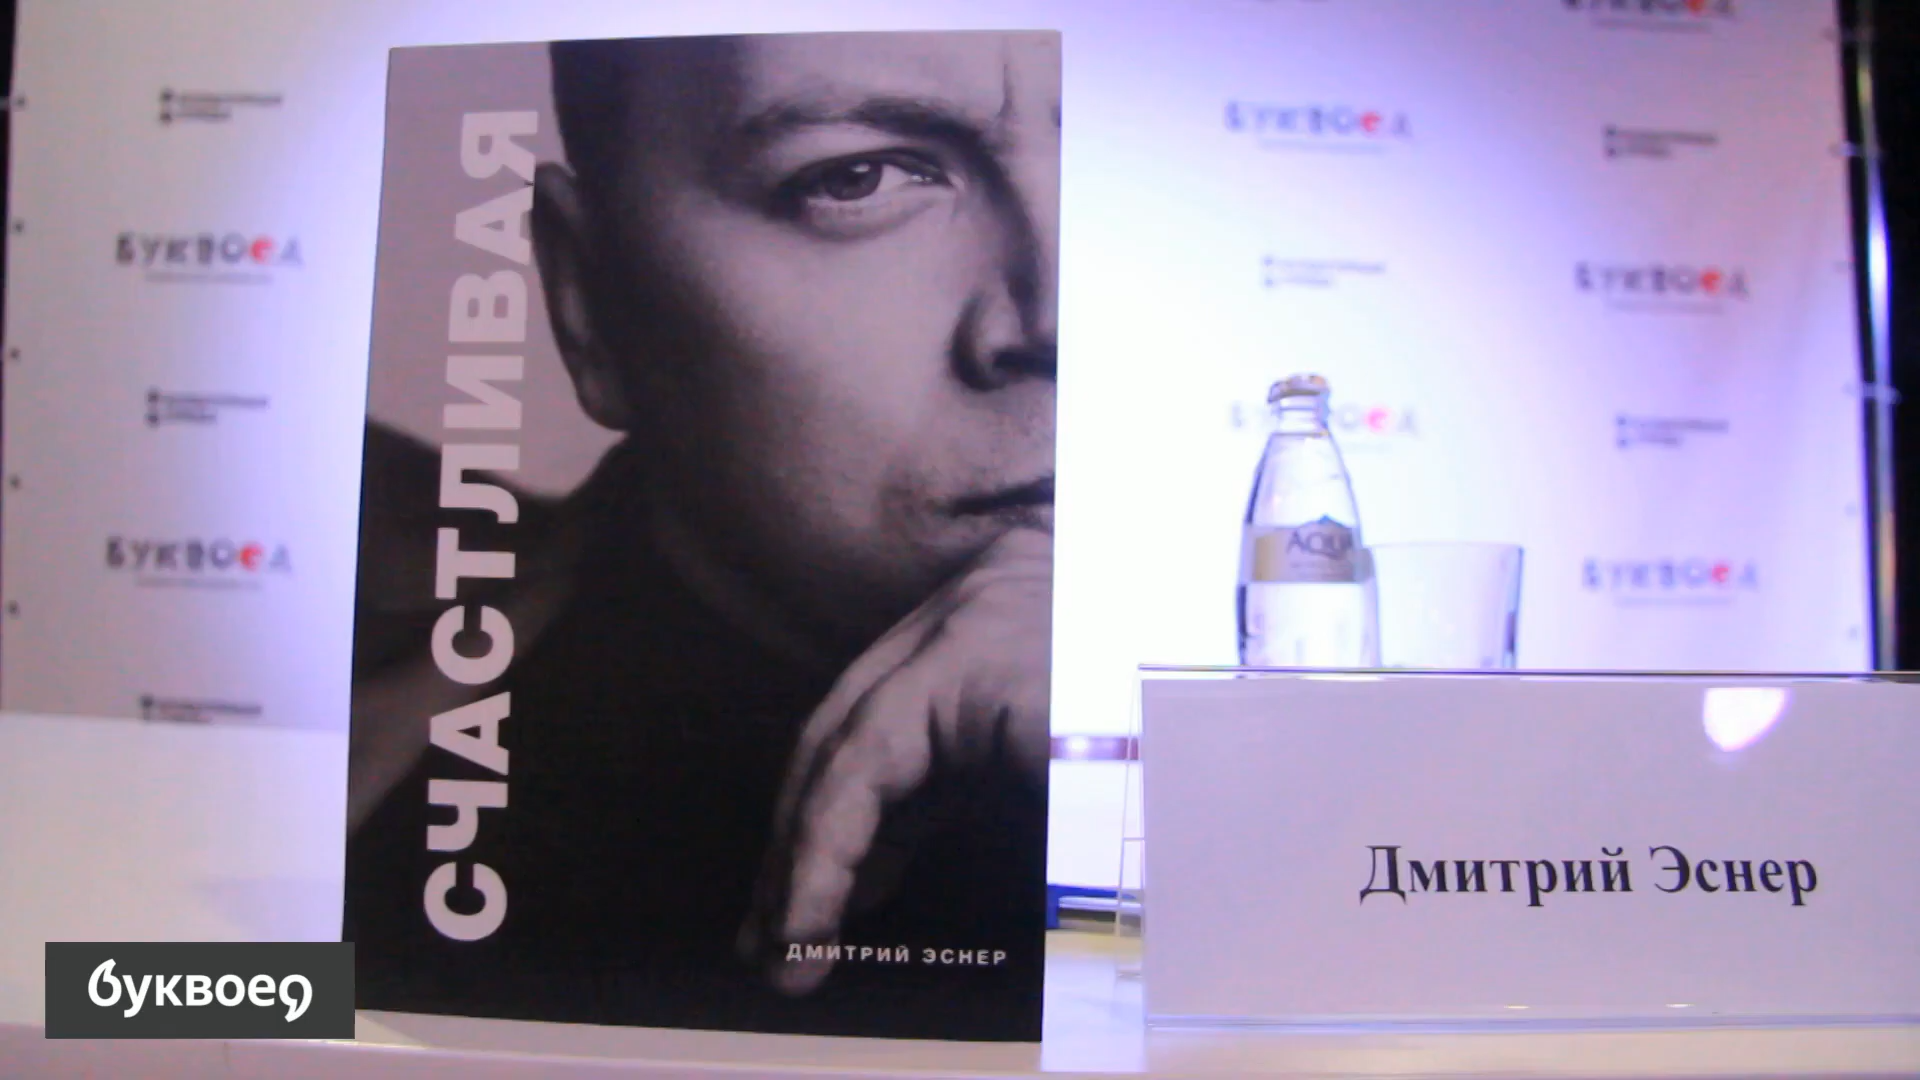 СЧАСТЛИВАЯ
ДМИТРИЙ ЭСНЕР
Дмитрий Эснер
AQUA
БУКВОЕД
БУКВОЕД
БУКВОЕД
БУКВОЕД
БУКВОЕД
БУКВОЕД
буквоед